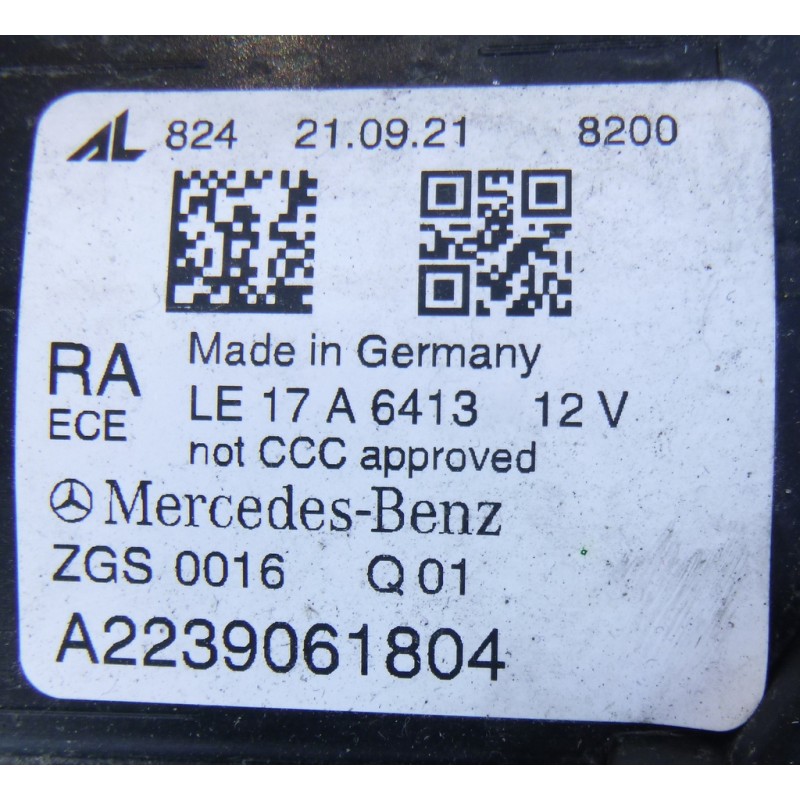 AL 824 21.09.21 8200
RA Made in Germany
LE 17 A 6413 12 V
ECE
not CCC approved
Mercedes-Benz
ZGS 0016 Q 01
A2239061804